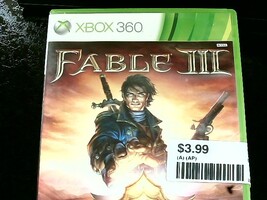 XBOX 360
FABLE III
$3.99
(A) (AP)